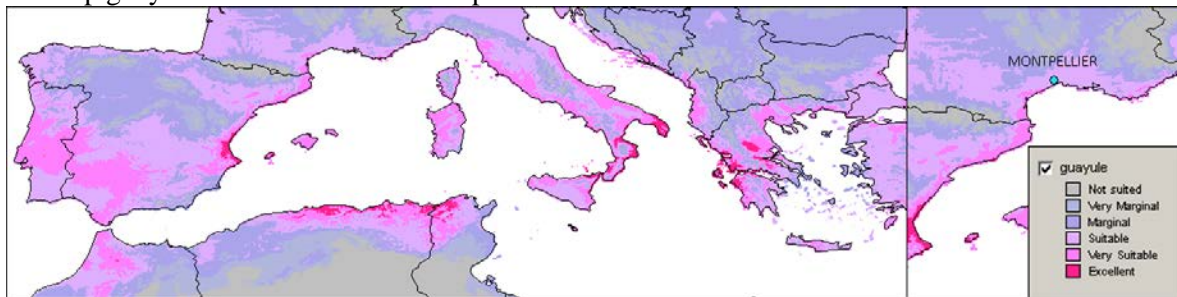 MONTPELLIER
guayule
Not suited
Very Marginal
Marginal
Suitable
Very Suitable
Excellent